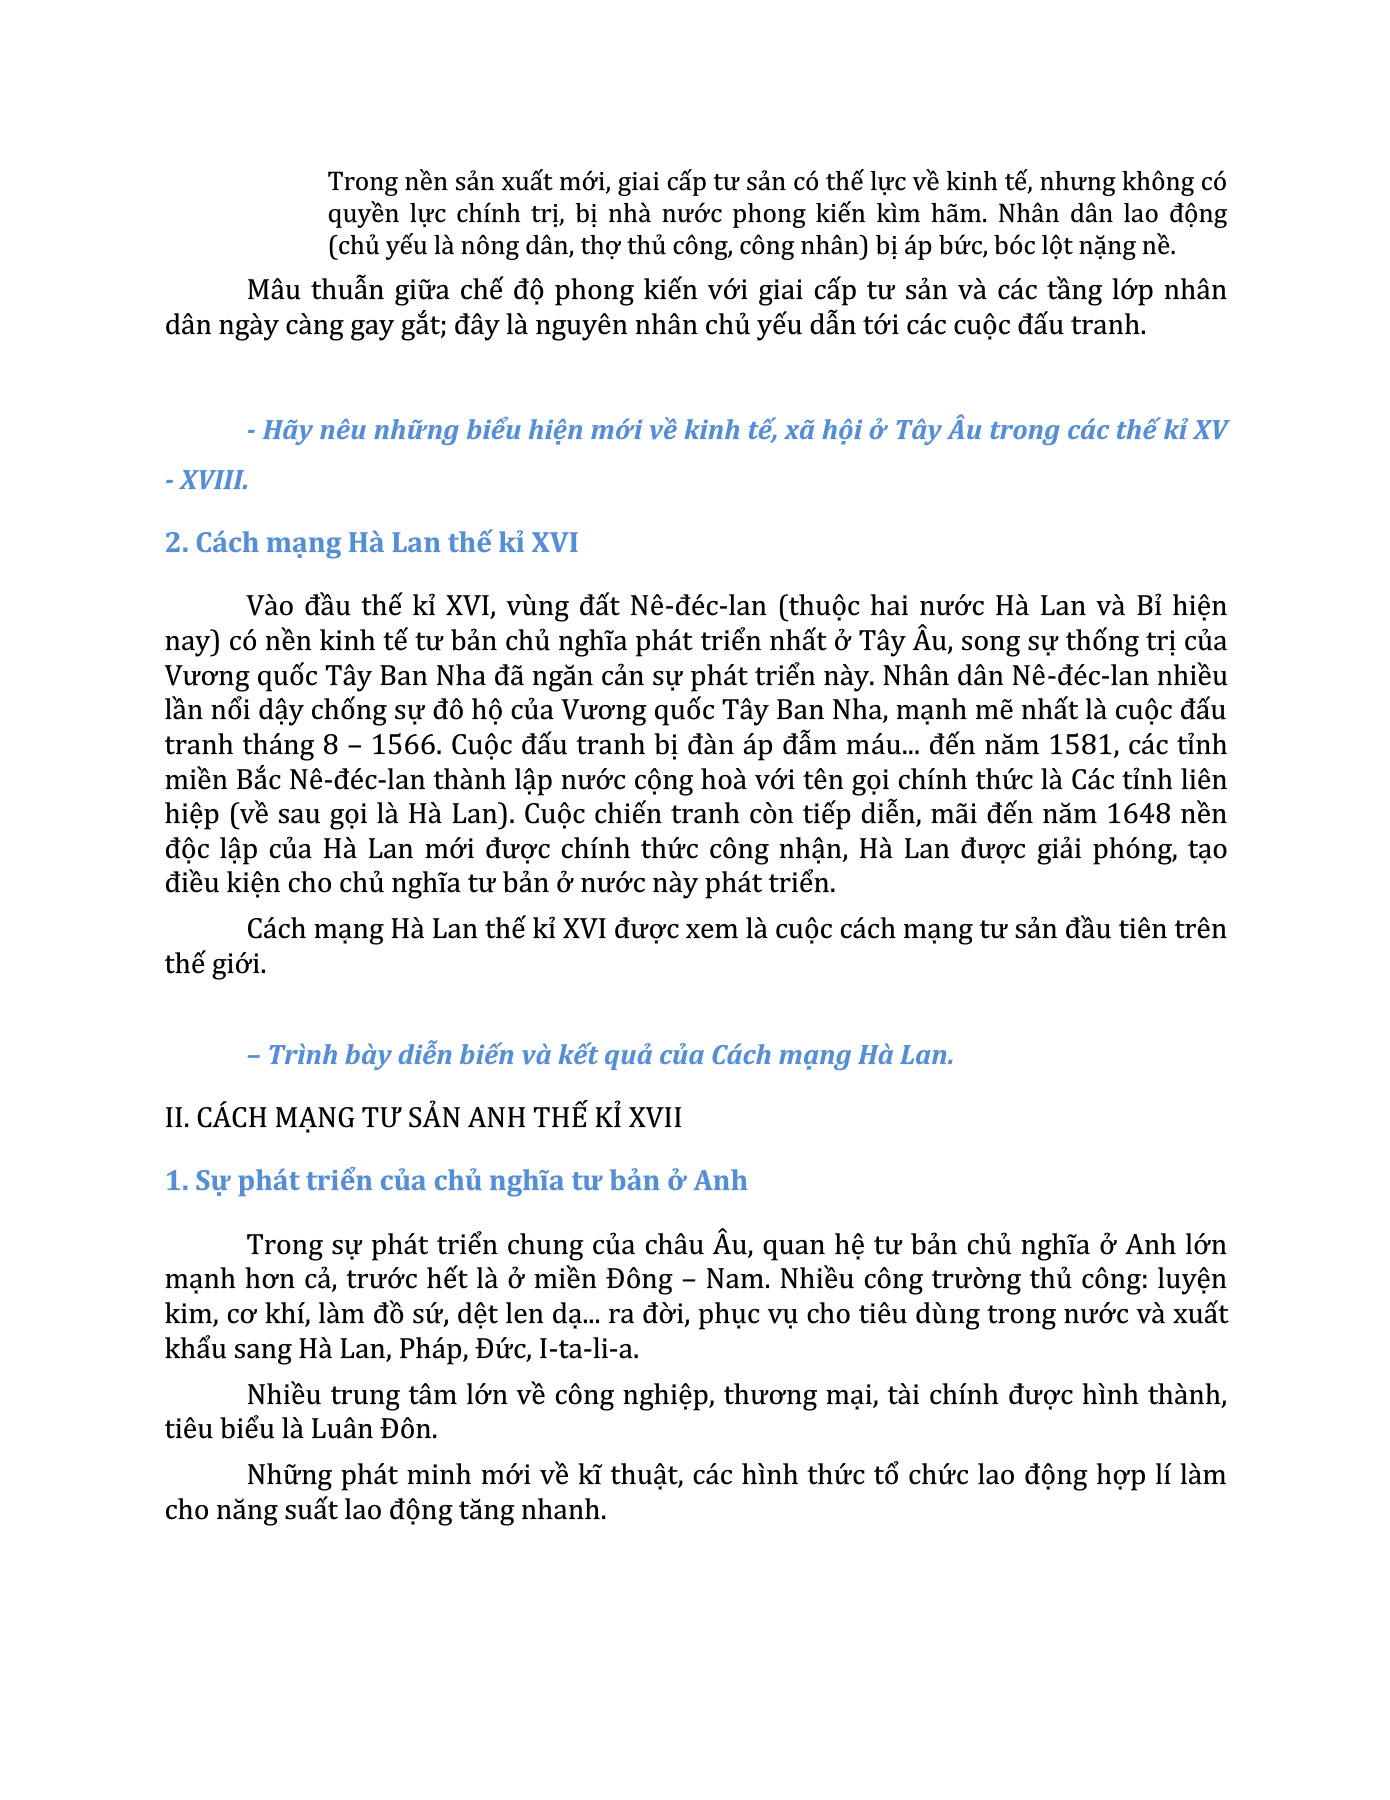 Trong nền sản xuất mới, giai cấp tư sản có thế lực về kinh tế, nhưng không có
quyền lực chính trị, bị nhà nước phong kiến kìm hãm. Nhân dân lao động
(chủ yếu là nông dân, thợ thủ công, công nhân) bị áp bức, bóc lột nặng nề.
Mâu thuẫn giữa chế độ phong kiến với giai cấp tư sản và các tầng lớp nhân
dân ngày càng gay gắt; đây là nguyên nhân chủ yếu dẫn tới các cuộc đấu tranh.
- Hãy nêu những biểu hiện mới về kinh tế, xã hội ở Tây Âu trong các thế kỉ XV
- XVIII.
2. Cách mạng Hà Lan thế kỉ XVI
Vào đầu thế kỉ XVI, vùng đất Nê-đéc-lan (thuộc hai nước Hà Lan và Bỉ hiện
nay) có nền kinh tế tư bản chủ nghĩa phát triển nhất ở Tây Âu, song sự thống trị của
Vương quốc Tây Ban Nha đã ngăn cản sự phát triển này. Nhân dân Nê-đéc-lan nhiều
lần nổi dậy chống sự đô hộ của Vương quốc Tây Ban Nha, mạnh mẽ nhất là cuộc đấu
tranh tháng 8 – 1566. Cuộc đấu tranh bị đàn áp đẫm máu... đến năm 1581, các tỉnh
miền Bắc Nê-đéc-lan thành lập nước cộng hoà với tên gọi chính thức là Các tỉnh liên
hiệp (về sau gọi là Hà Lan). Cuộc chiến tranh còn tiếp diễn, mãi đến năm 1648 nền
độc lập của Hà Lan mới được chính thức công nhận, Hà Lan được giải phóng, tạo
điều kiện cho chủ nghĩa tư bản ở nước này phát triển.
Cách mạng Hà Lan thế kỉ XVI được xem là cuộc cách mạng tư sản đầu tiên trên
thế giới.
– Trình bày diễn biến và kết quả của Cách mạng Hà Lan.
II. CÁCH MẠNG TƯ SẢN ANH THẾ KỈ XVII
1. Sự phát triển của chủ nghĩa tư bản ở Anh
Trong sự phát triển chung của châu Âu, quan hệ tư bản chủ nghĩa ở Anh lớn
mạnh hơn cả, trước hết là ở miền Đông – Nam. Nhiều công trường thủ công: luyện
kim, cơ khí, làm đồ sứ, dệt len dạ... ra đời, phục vụ cho tiêu dùng trong nước và xuất
khẩu sang Hà Lan, Pháp, Đức, I-ta-li-a.
Nhiều trung tâm lớn về công nghiệp, thương mại, tài chính được hình thành,
tiêu biểu là Luân Đôn.
Những phát minh mới về kĩ thuật, các hình thức tổ chức lao động hợp lí làm
cho năng suất lao động tăng nhanh.